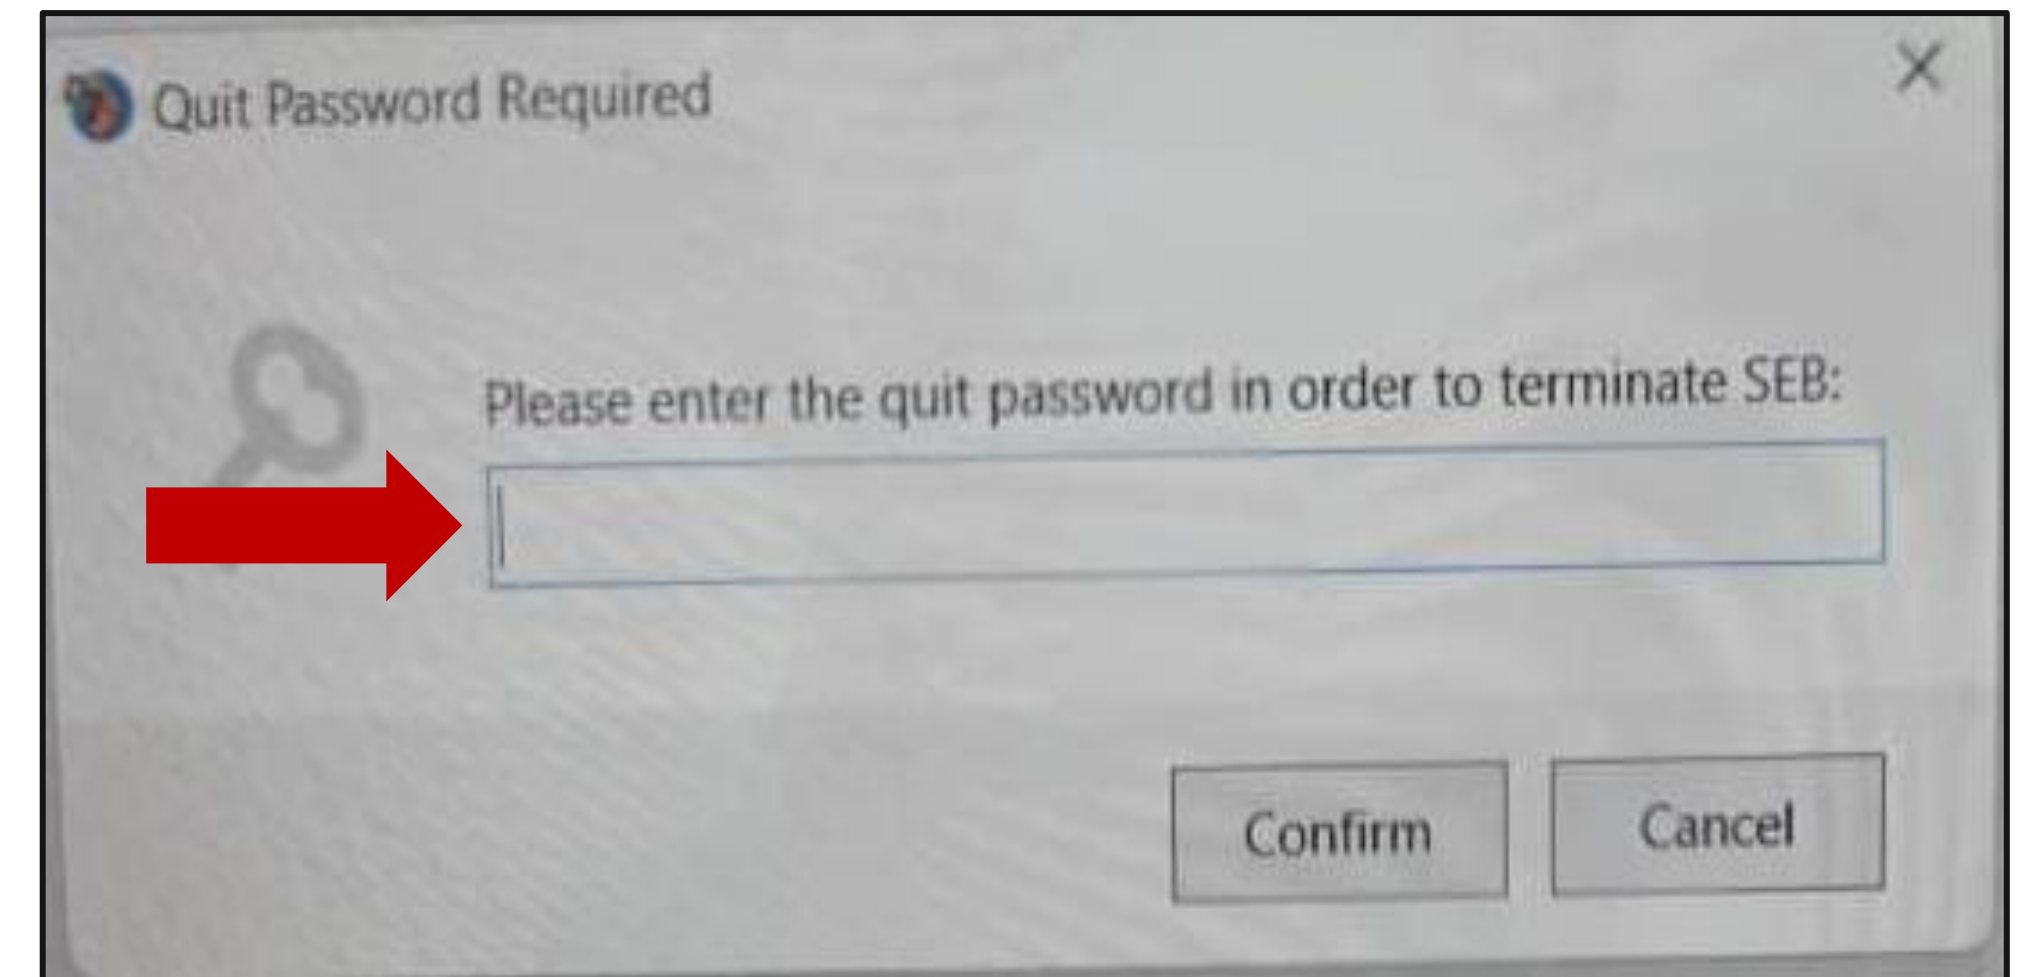 Quit Password Required
Please enter the quit password in order to terminate SEB:
Confirm
Cancel